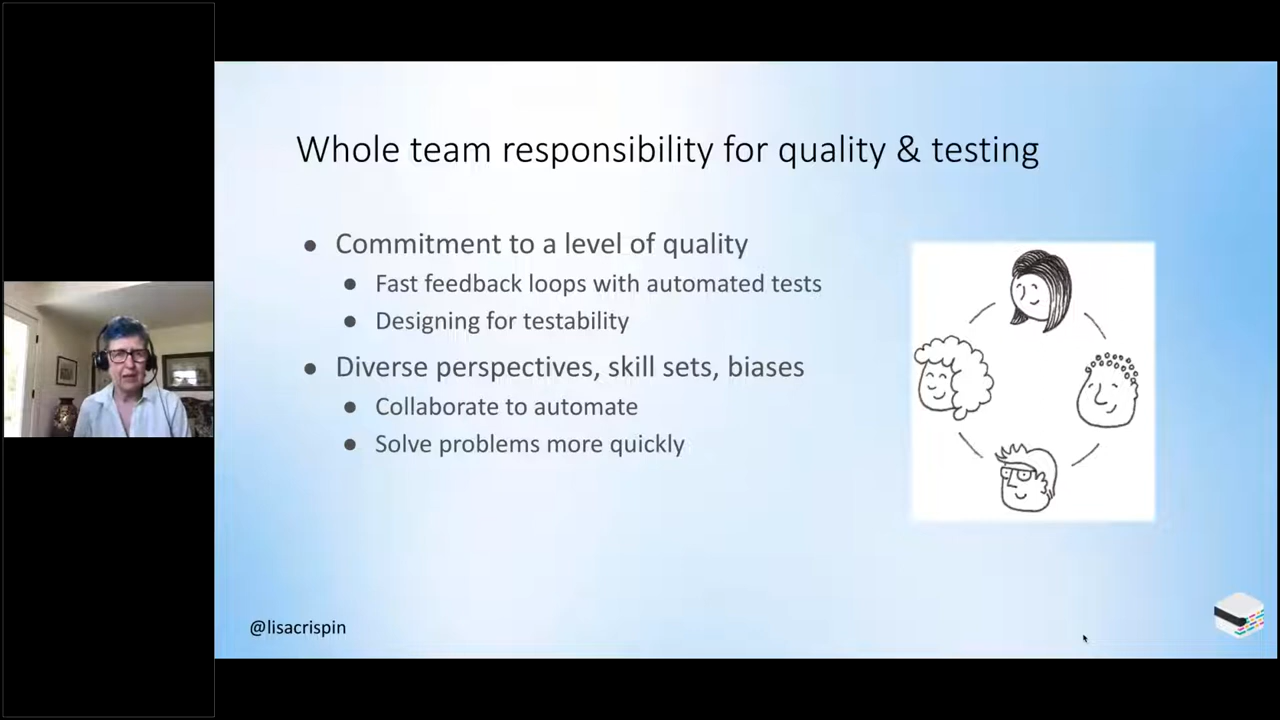 Whole team responsibility for quality & testing
● Commitment to a level of quality
● Fast feedback loops with automated tests
● Designing for testability
● Diverse perspectives, skill sets, biases
● Collaborate to automate
● Solve problems more quickly
@lisacrispin